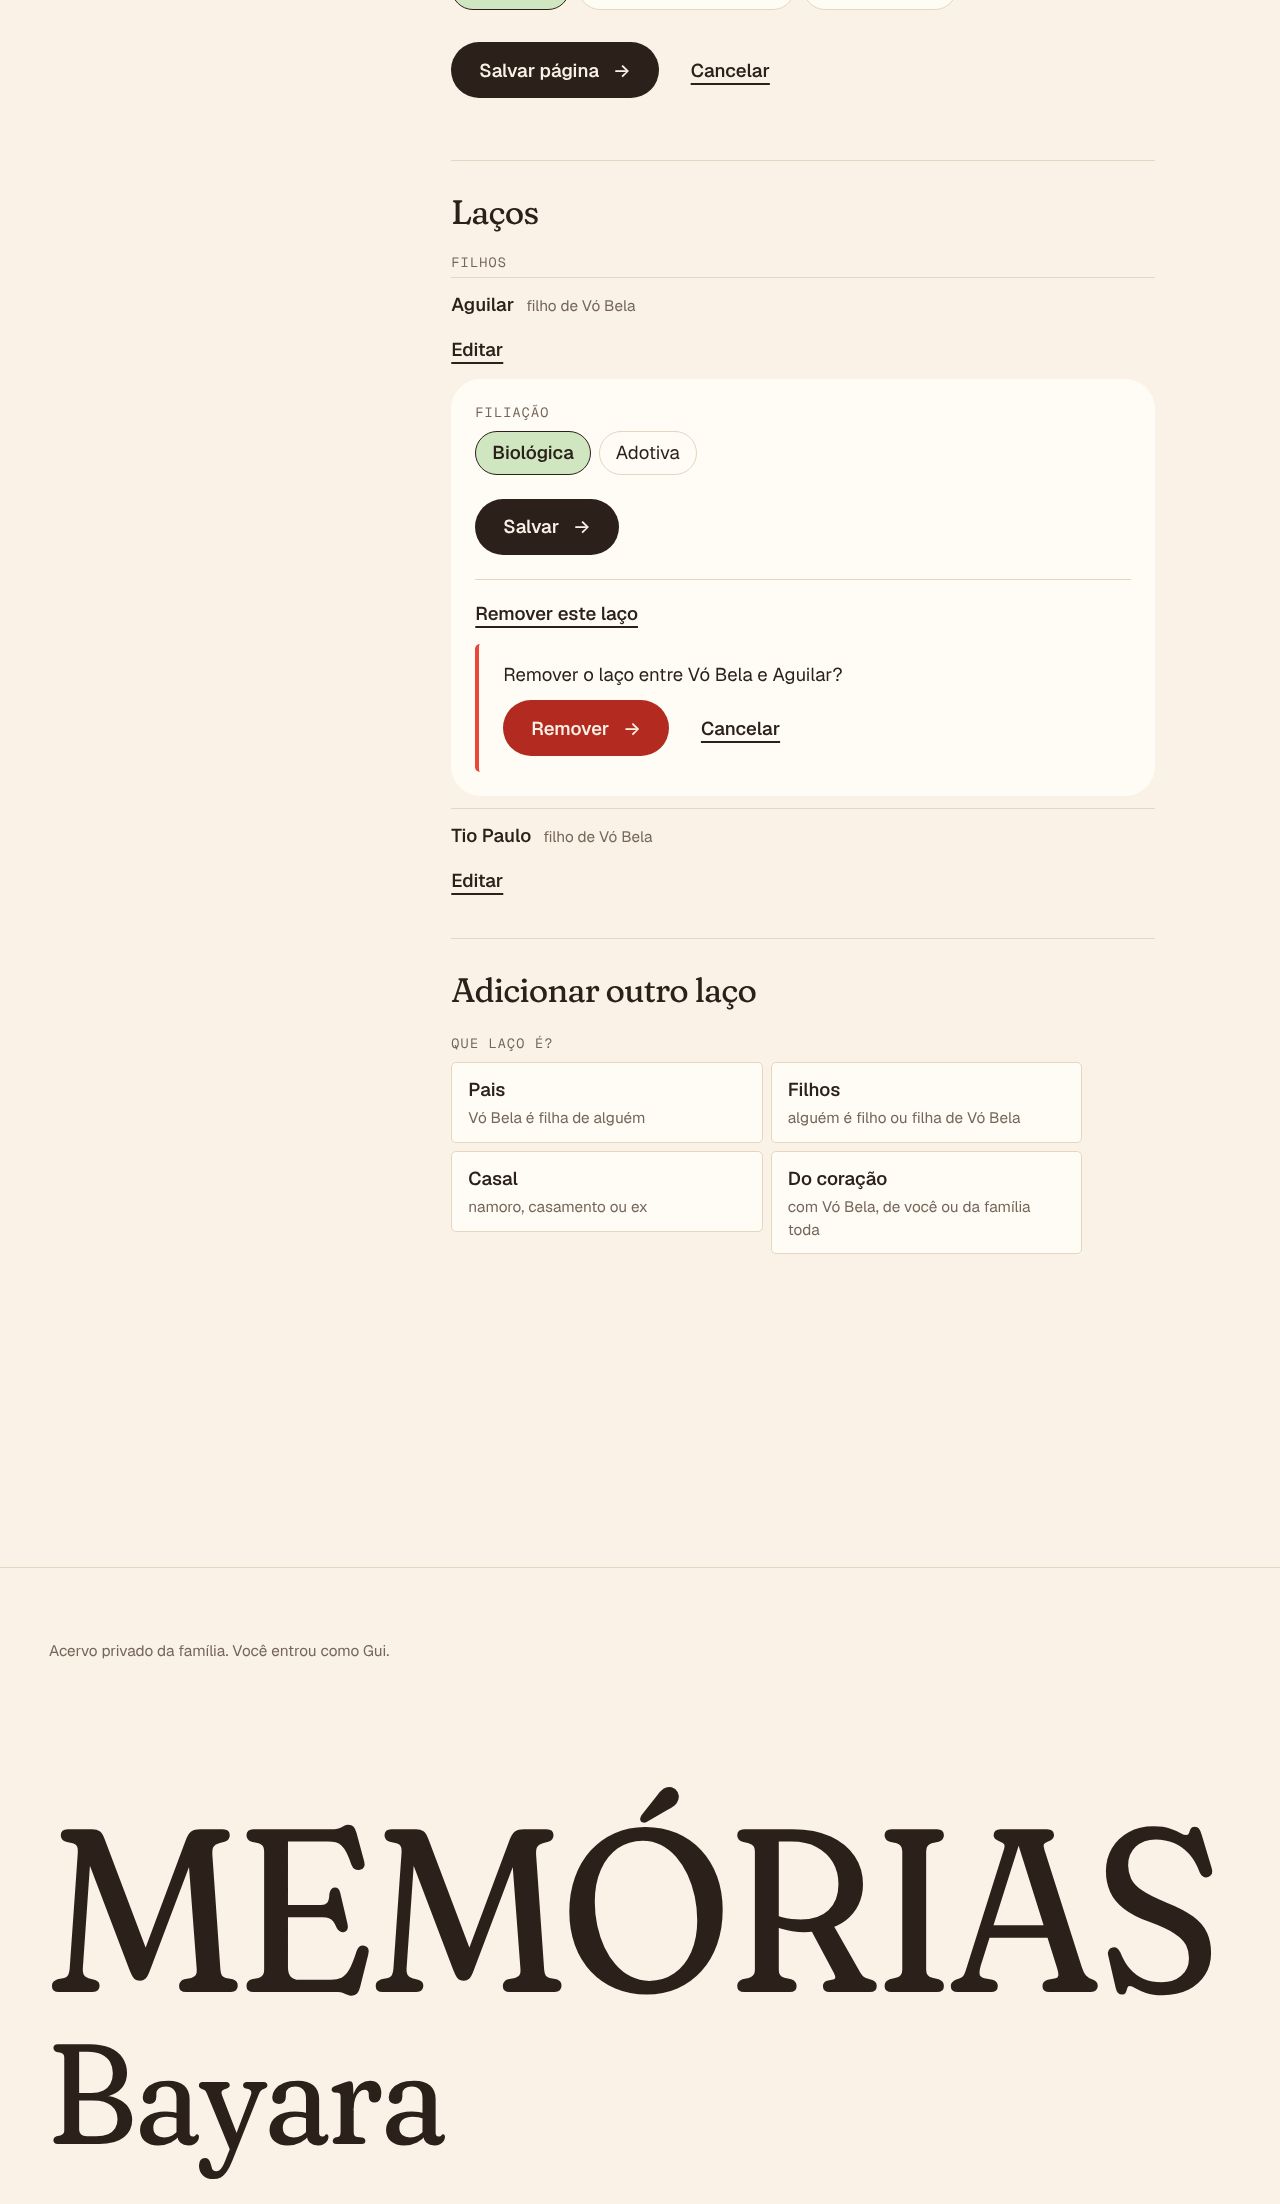 Salvar página →
Cancelar
Laços
FILHOS
Aguilar filho de Vó Bela
Editar
FILIAÇÃO
Biológica
Adotiva
Salvar →
Remover este laço
Remover o laço entre Vó Bela e Aguilar?
Remover →
Cancelar
Tio Paulo filho de Vó Bela
Editar
Adicionar outro laço
QUE LAÇO É?
Pais
Vó Bela é filha de alguém
Filhos
alguém é filho ou filha de Vó Bela
Casal
namoro, casamento ou ex
Do coração
com Vó Bela, de você ou da família
toda
Acervo privado da família. Você entrou como Gui.
MEMÓRIAS
Bayara